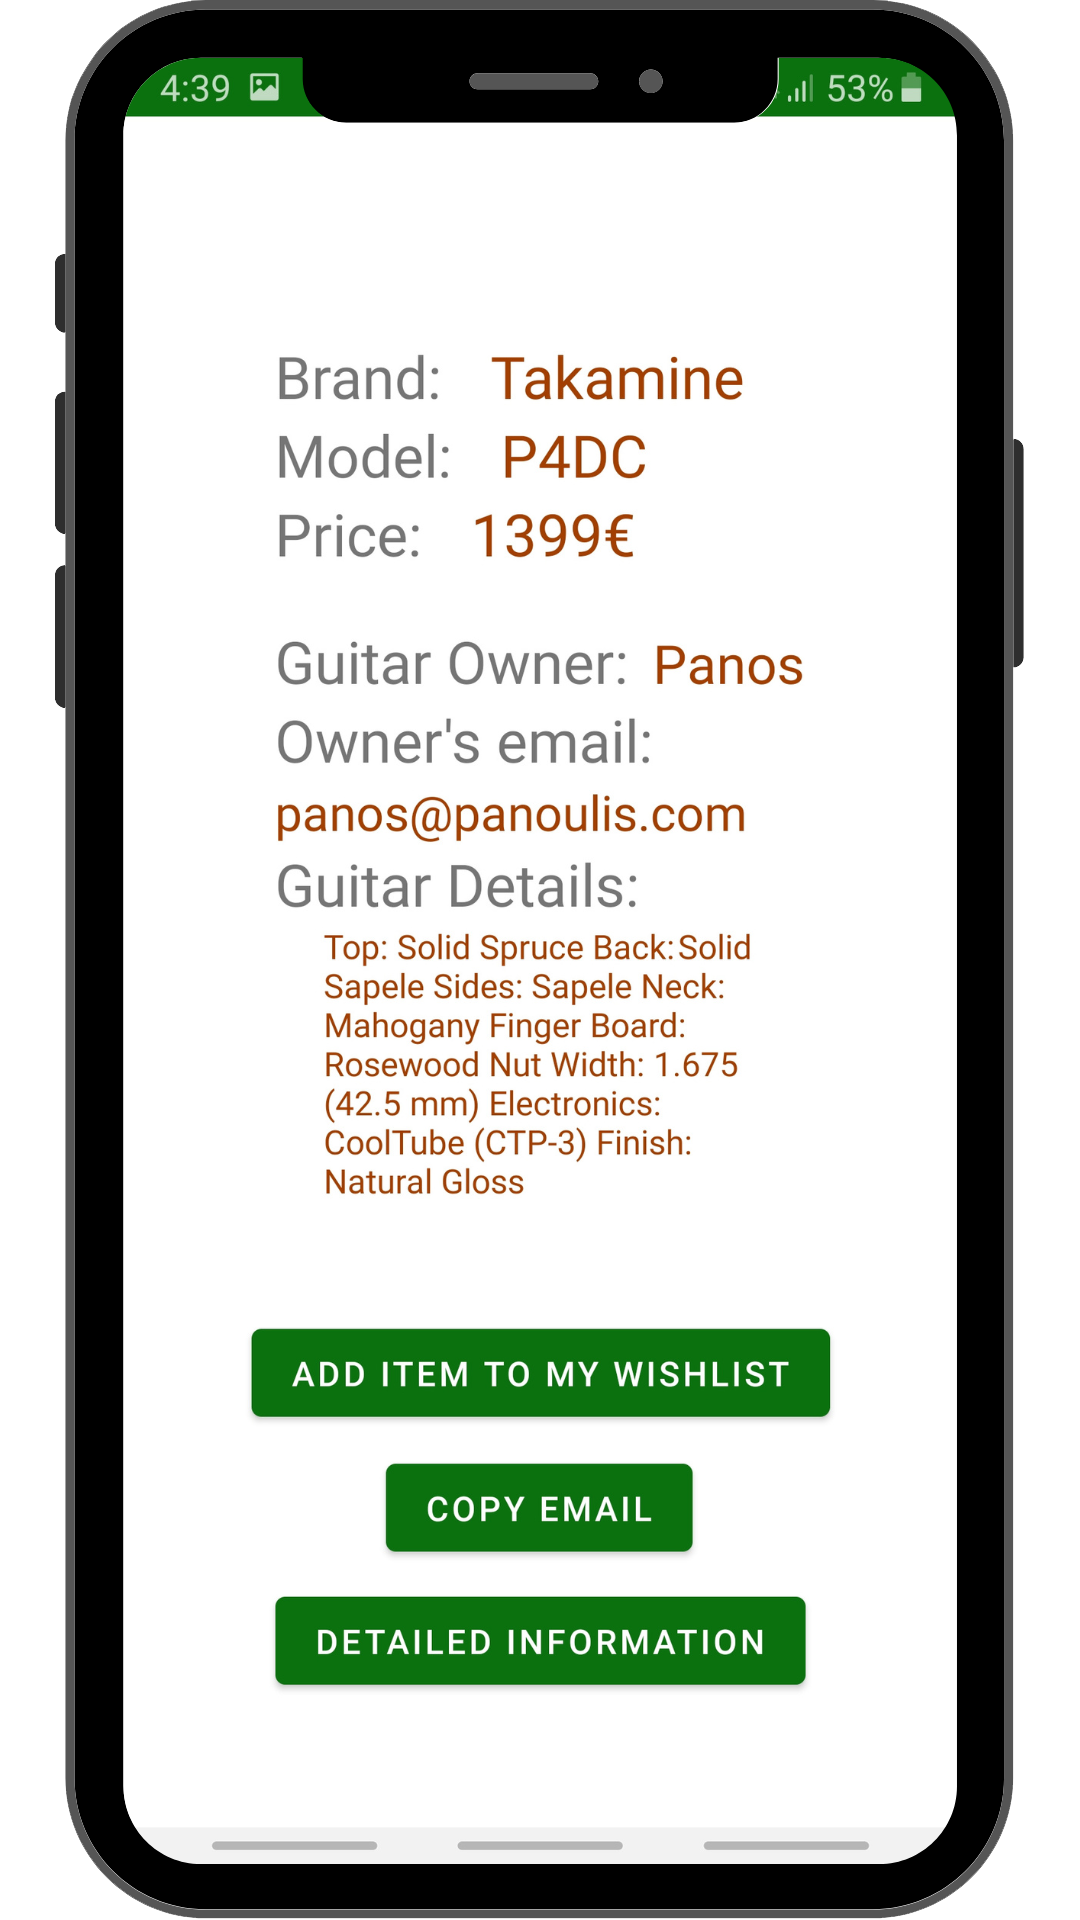 4:39 53%
Brand: Takamine
Model: P4DC
Price: 1399€
Guitar Owner: Panos
Owner's email:
panos@panoulis.com
Guitar Details:
Top: Solid Spruce Back: Solid
Sapele Sides: Sapele Neck:
Mahogany Finger Board:
Rosewood Nut Width: 1.675
(42.5 mm) Electronics:
CoolTube (CTP-3) Finish:
Natural Gloss
ADD ITEM TO MY WISHLIST
COPY EMAIL
DETAILED INFORMATION